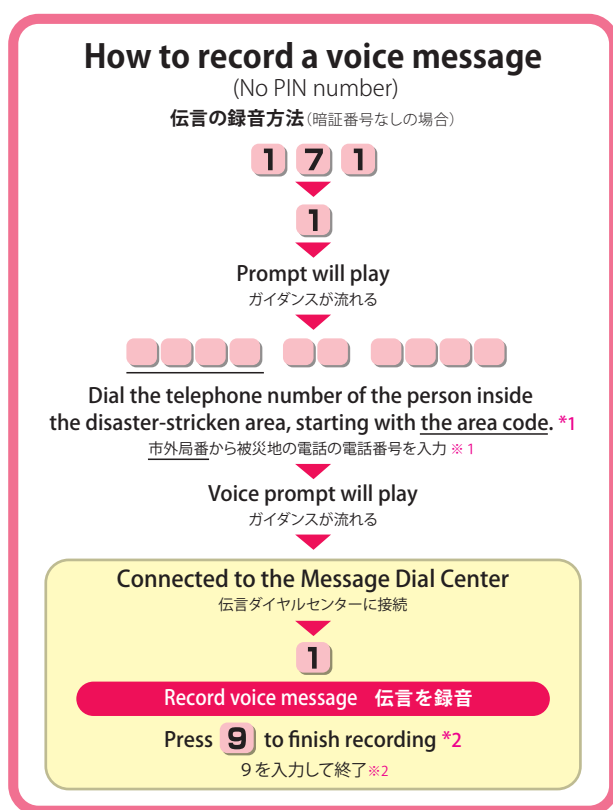 How to record a voice message
(No PIN number)
伝言の録音方法(暗証番号なしの場合)
1 7 1
1
Prompt will play
ガイダンスが流れる
Dial the telephone number of the person inside
the disaster-stricken area, starting with the area code. *1
市外局番から被災地の電話の電話番号を入力 ※1
Voice prompt will play
ガイダンスが流れる
Connected to the Message Dial Center
伝言ダイヤルセンターに接続
1
Record voice message 伝言を録音
Press 9 to finish recording *2
9を入力して終了※2